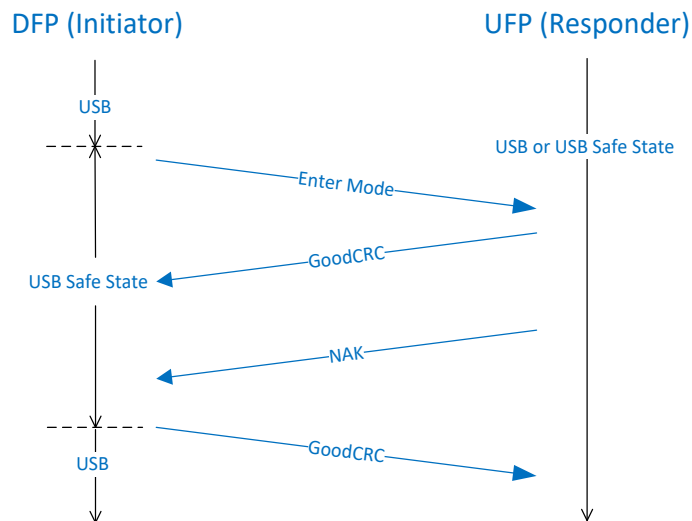 DFP (Initiator)
UFP (Responder)
USB
USB or USB Safe State
Enter Mode
GoodCRC
USB Safe State
NAK
GoodCRC
USB